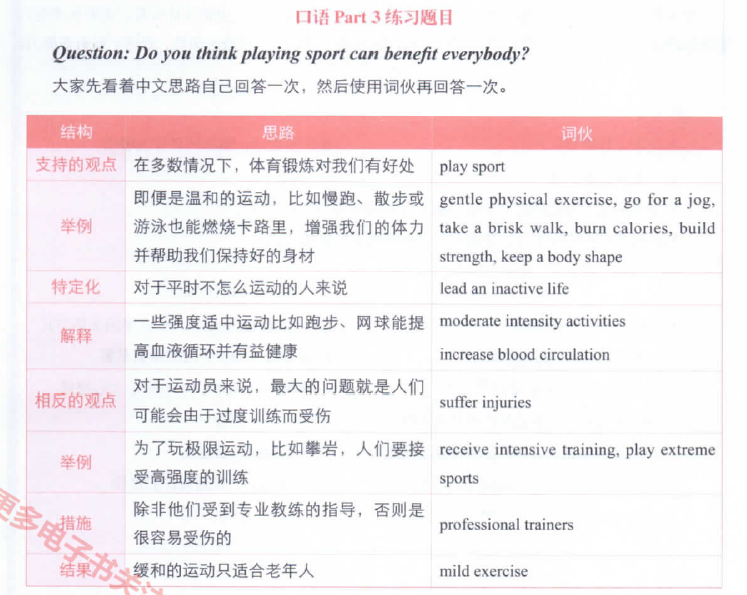 口语 Part 3 练习题目
Question: Do you think playing sport can benefit everybody?
大家先看着中文思路自己回答一次，然后使用词伙再回答一次。
结构 思路 词伙
支持的观点 在多数情况下，体育锻炼对我们有好处 play sport
即便是温和的运动，比如慢跑、散步或
游泳也能燃烧卡路里，增强我们的体力
并帮助我们保持好的身材
举例
gentle physical exercise, go for a jog,
take a brisk walk, burn calories, build
strength, keep a body shape
特定化 对于平时不怎么运动的人来说 lead an inactive life
解释
一些强度适中运动比如跑步、网球能提
高血液循环并有益健康
moderate intensity activities
increase blood circulation
相反的观点
对于运动员来说，最大的问题就是人们
可能会由于过度训练而受伤
suffer injuries
举例
为了玩极限运动，比如攀岩，人们要接
受高强度的训练
receive intensive training, play extreme
sports
措施
除非他们受到专业教练的指导，否则是
很容易受伤的
professional trainers
结果 缓和的运动只适合老年人 mild exercise
更多电子书关注